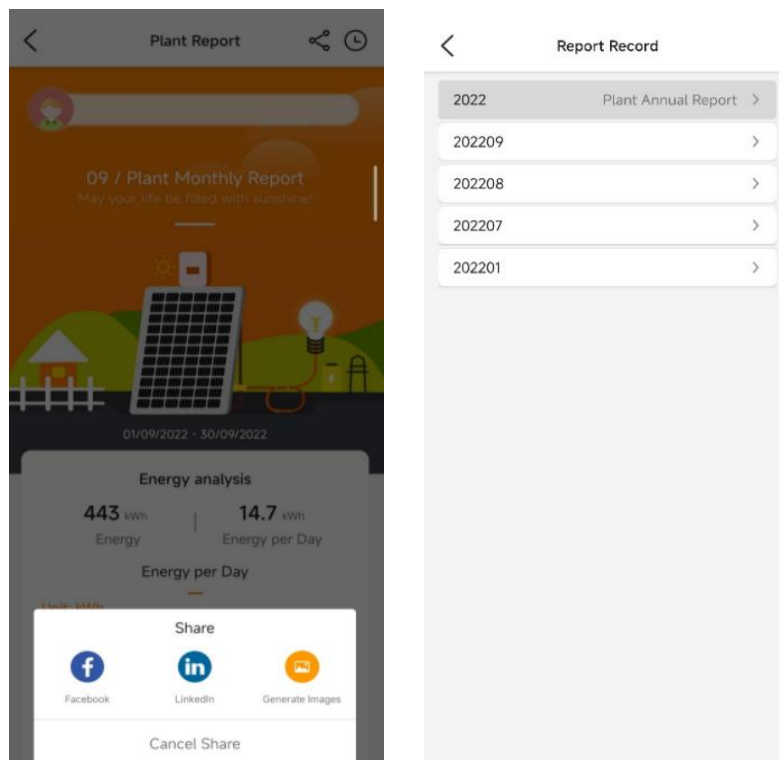 Plant Report
09 / Plant Monthly Report
May your life be filled with sunshine!
01/09/2022 - 30/09/2022
Energy analysis
443 kWh 14.7 kWh
Energy Energy per Day
Energy per Day
Unit: kWh
Share
Facebook LinkedIn Generate Images
Cancel Share
Report Record
2022 Plant Annual Report
202209
202208
202207
202201